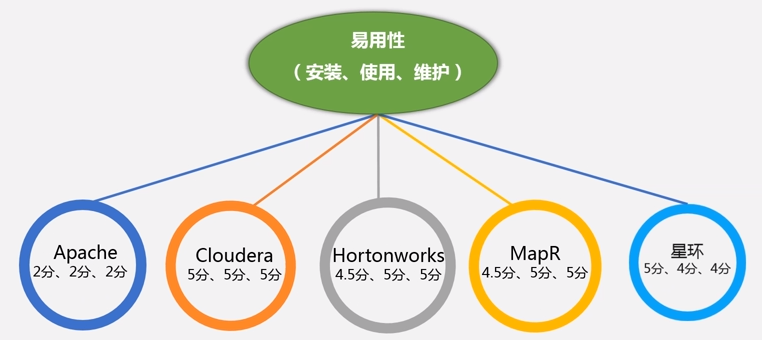 易用性
（安装、使用、维护）
Apache
2分、2分、2分
Cloudera
5分、5分、5分
Hortonworks
4.5分、5分、5分
MapR
4.5分、5分、5分
星环
5分、4分、4分